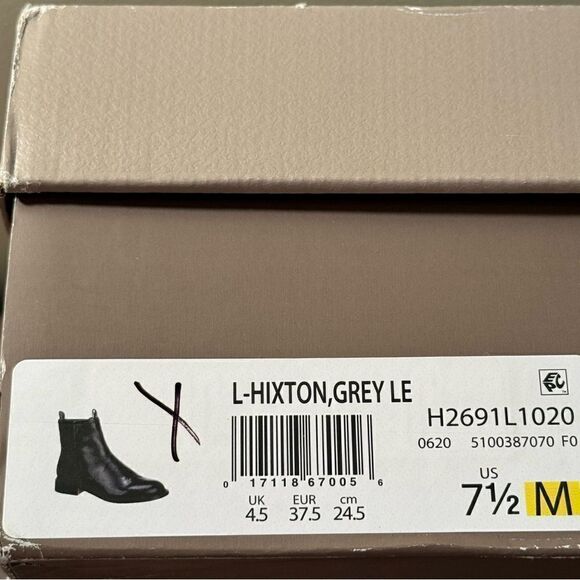 L-HIXTON,GREY LE
EPC
H2691L1020
0620 5100387070 F0
0 17118 67005 6
UK EUR cm US
4.5 37.5 24.5 7½ M
X